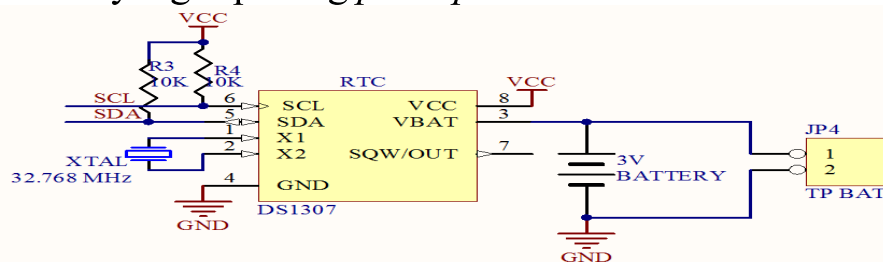 VCC
R3 R4
10K 10K
RTC
VCC
SCL 6 SCL VCC 8
SDA 5 SDA VBAT 3
1 X1
JP4
2 X2 SQW/OUT 7
3V
1
XTAL
BATTERY
2
32.768 MHz
4 GND
TP BAT
DS1307
GND
GND